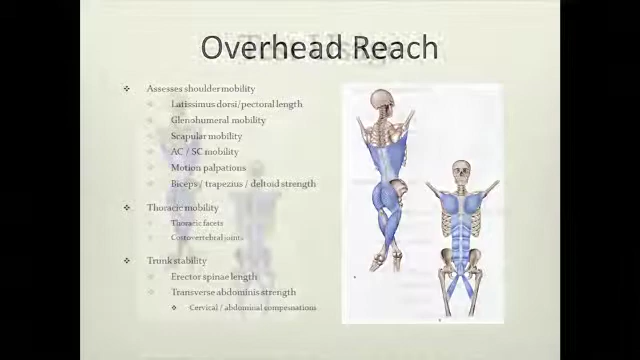 Overhead Reach
Assesses shoulder mobility
Latissimus dorsi/pectoral length
Glenohumeral mobility
Scapular mobility
AC / SC mobility
Motion palpations
Biceps / trapezius / deltoid strength
Thoracic mobility
Thoracic facets
Costovertebral joints
Trunk stability
Erector spinae length
Transverse abdominis strength
Cervical / abdominal compensations